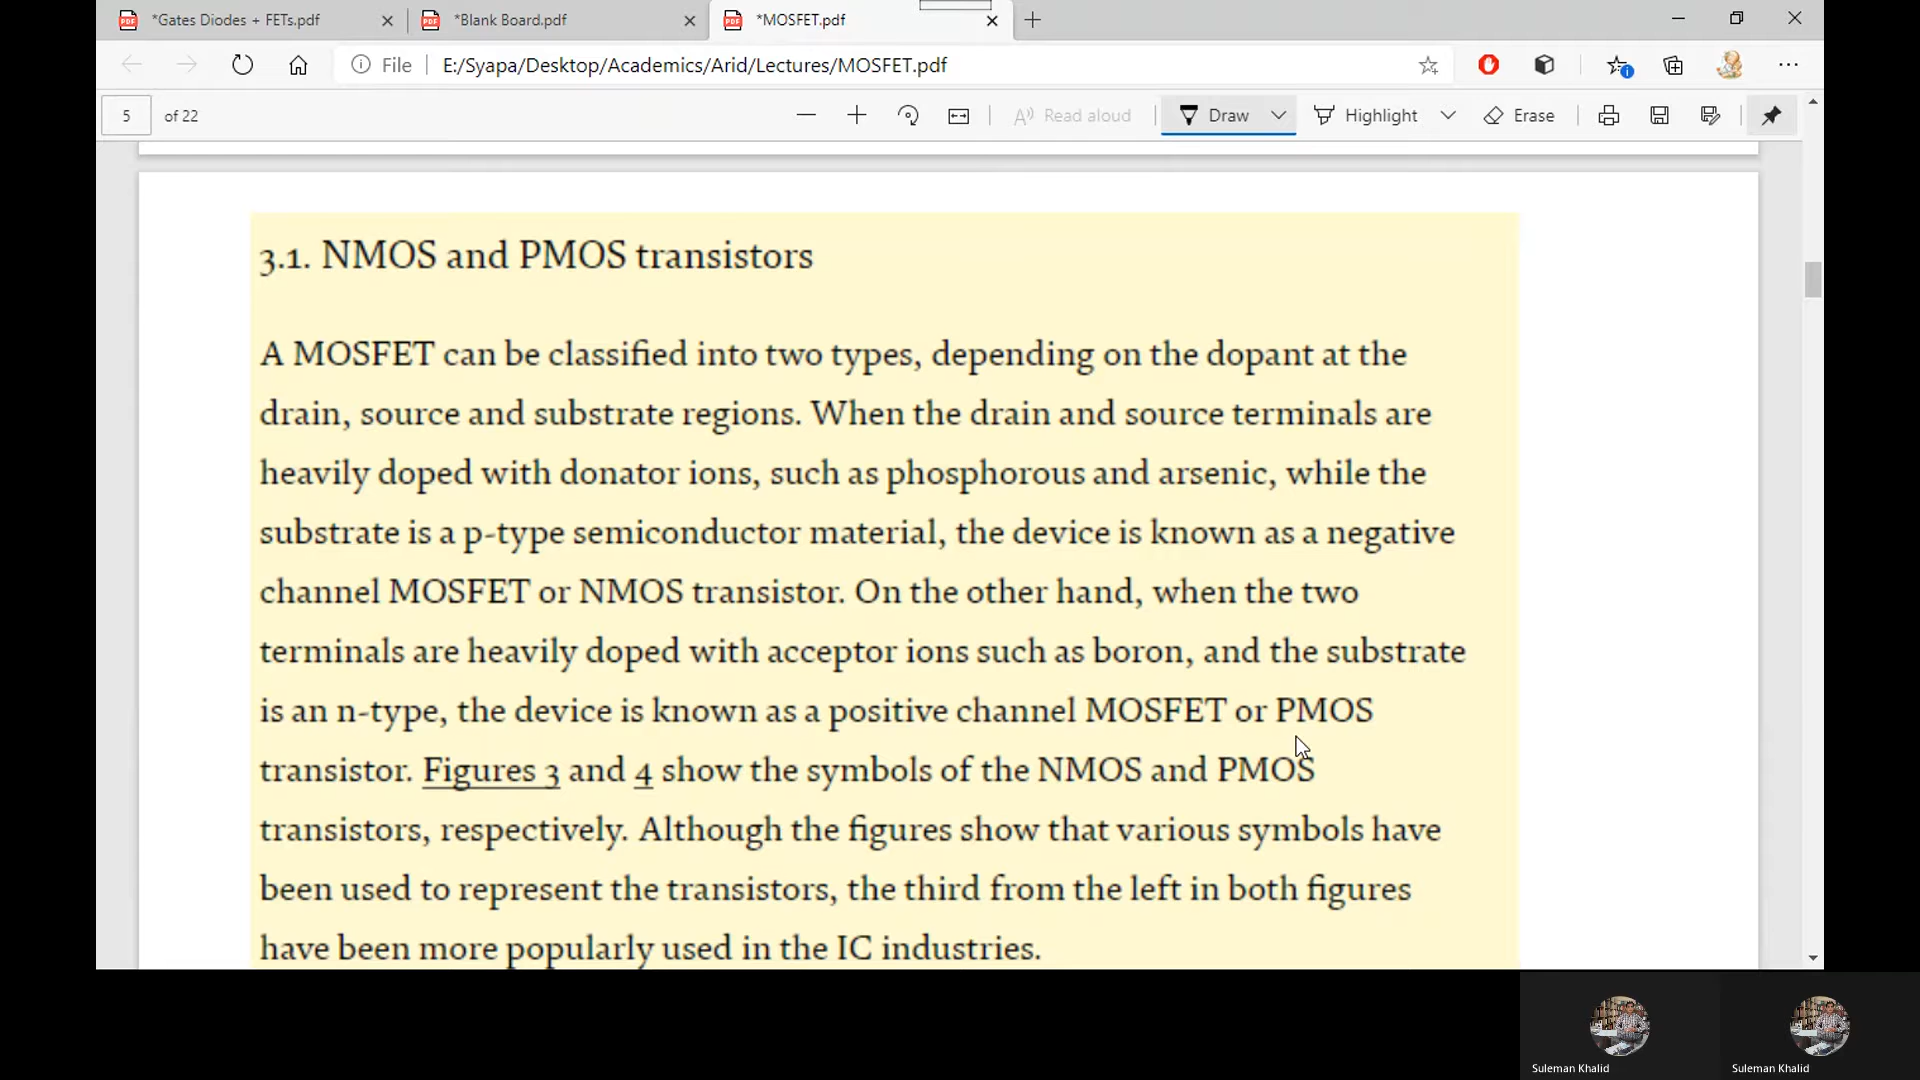 *Gates Diodes + FETs.pdf
*Blank Board.pdf
*MOSFET.pdf
File
E:/Syapa/Desktop/Academics/Arid/Lectures/MOSFET.pdf
5 of 22
Read aloud
Draw
Highlight
Erase
3.1. NMOS and PMOS transistors
A MOSFET can be classified into two types, depending on the dopant at the
drain, source and substrate regions. When the drain and source terminals are
heavily doped with donator ions, such as phosphorous and arsenic, while the
substrate is a p-type semiconductor material, the device is known as a negative
channel MOSFET or NMOS transistor. On the other hand, when the two
terminals are heavily doped with acceptor ions such as boron, and the substrate
is an n-type, the device is known as a positive channel MOSFET or PMOS
transistor. Figures 3 and 4 show the symbols of the NMOS and PMOS
transistors, respectively. Although the figures show that various symbols have
been used to represent the transistors, the third from the left in both figures
have been more popularly used in the IC industries.
Suleman Khalid
Suleman Khalid